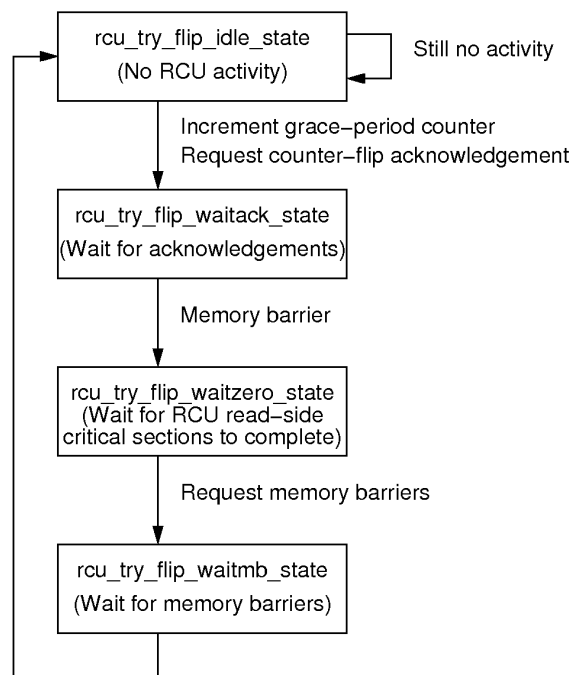 rcu_try_flip_idle_state
(No RCU activity)
Still no activity
Increment grace−period counter
Request counter−flip acknowledgement
rcu_try_flip_waitack_state
(Wait for acknowledgements)
Memory barrier
rcu_try_flip_waitzero_state
(Wait for RCU read−side
critical sections to complete)
Request memory barriers
rcu_try_flip_waitmb_state
(Wait for memory barriers)